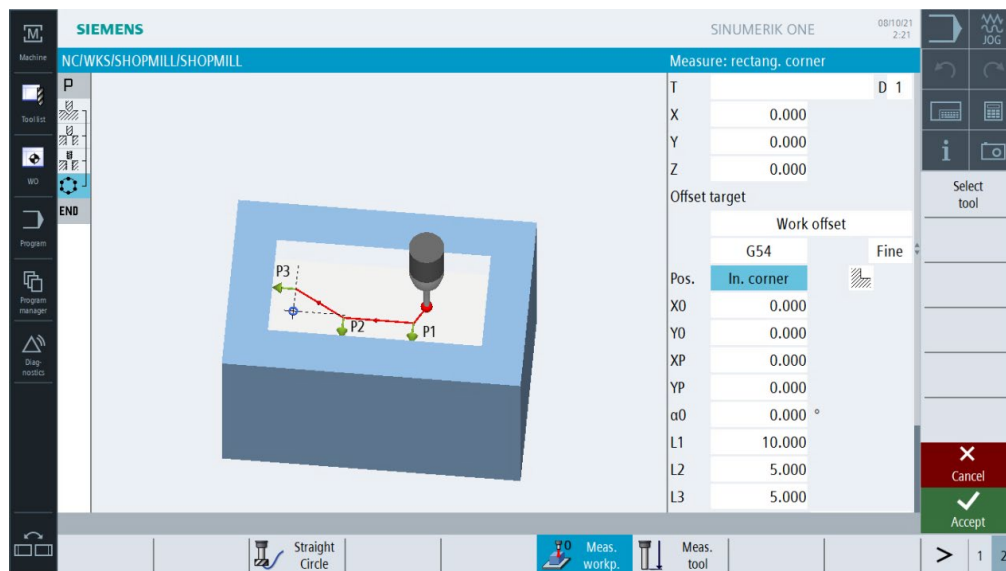 SIEMENS
SINUMERIK ONE
08/10/21
2:21
M
JOG
Machine
NC/WKS/SHOPMILL/SHOPMILL
Measure: rectang. corner
P
T
D 1
Tool list
X 0.000
Y 0.000
Z 0.000
WO
Offset target
Select
tool
END
Work offset
Program
G54
Fine
Pos.
In. corner
P3
P2
P1
Program
manager
X0 0.000
Y0 0.000
XP 0.000
YP 0.000
Diag-
nostics
α0 0.000 °
L1 10.000
L2 5.000
L3 5.000
Cancel
Accept
Straight
Circle
Meas.
workp.
Meas.
tool
> 1 2